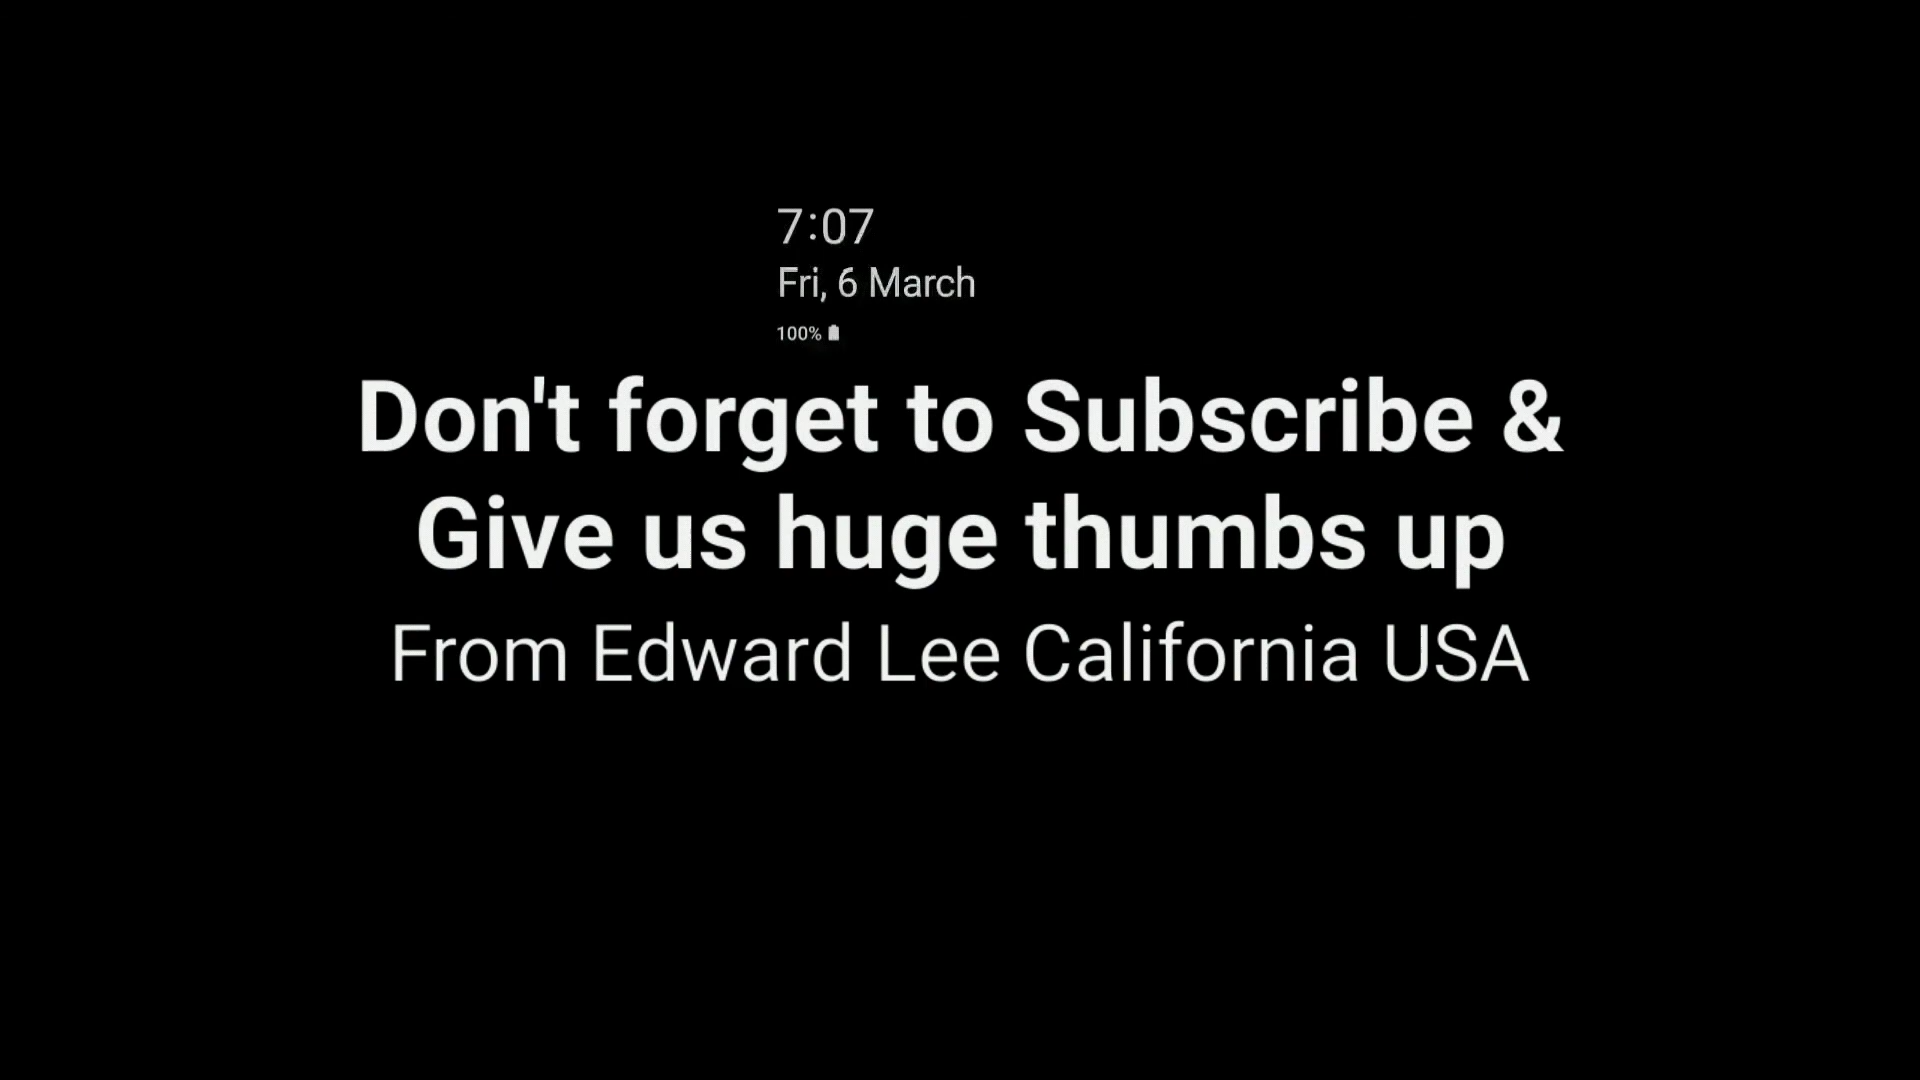 7:07
Fri, 6 March
100%
Don't forget to Subscribe &
Give us huge thumbs up
From Edward Lee California USA